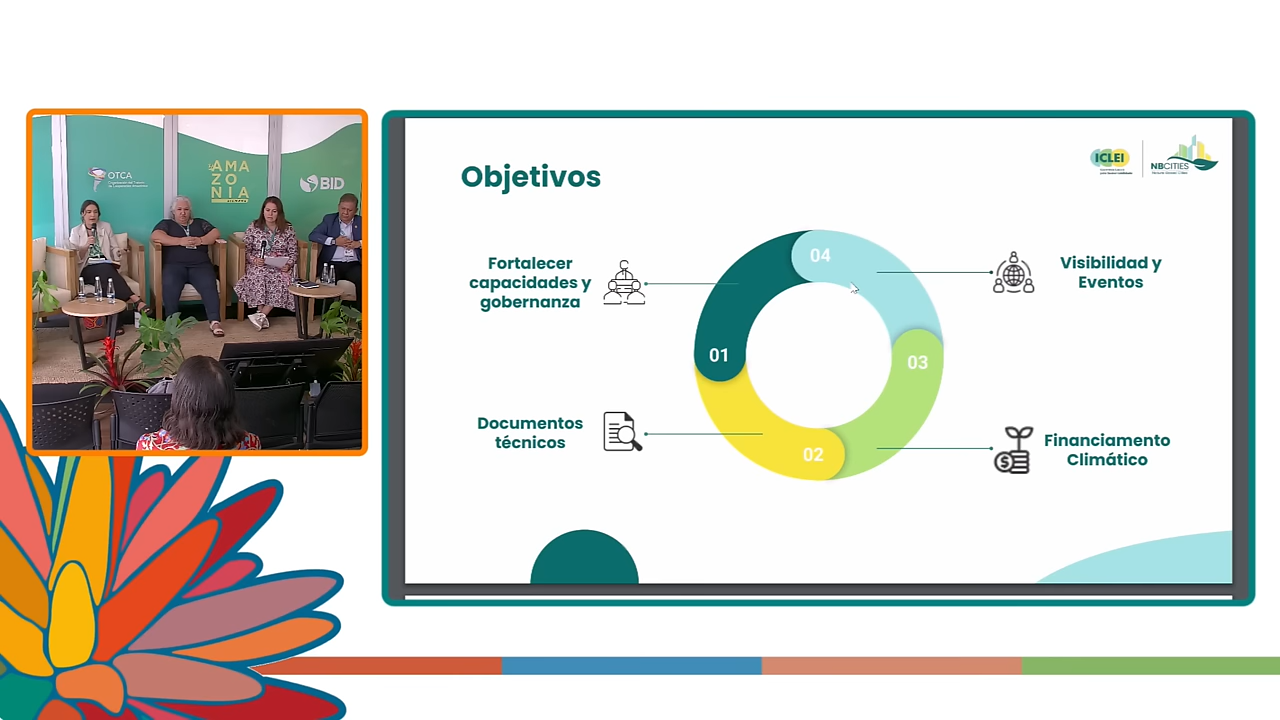 OTCA
AMA
ZO
NIA
BID
Objetivos
ICLEI
NBCITIES
Fortalecer
capacidades y
gobernanza
01
Documentos
técnicos
02
04
Visibilidad y
Eventos
03
Financiamento
Climático